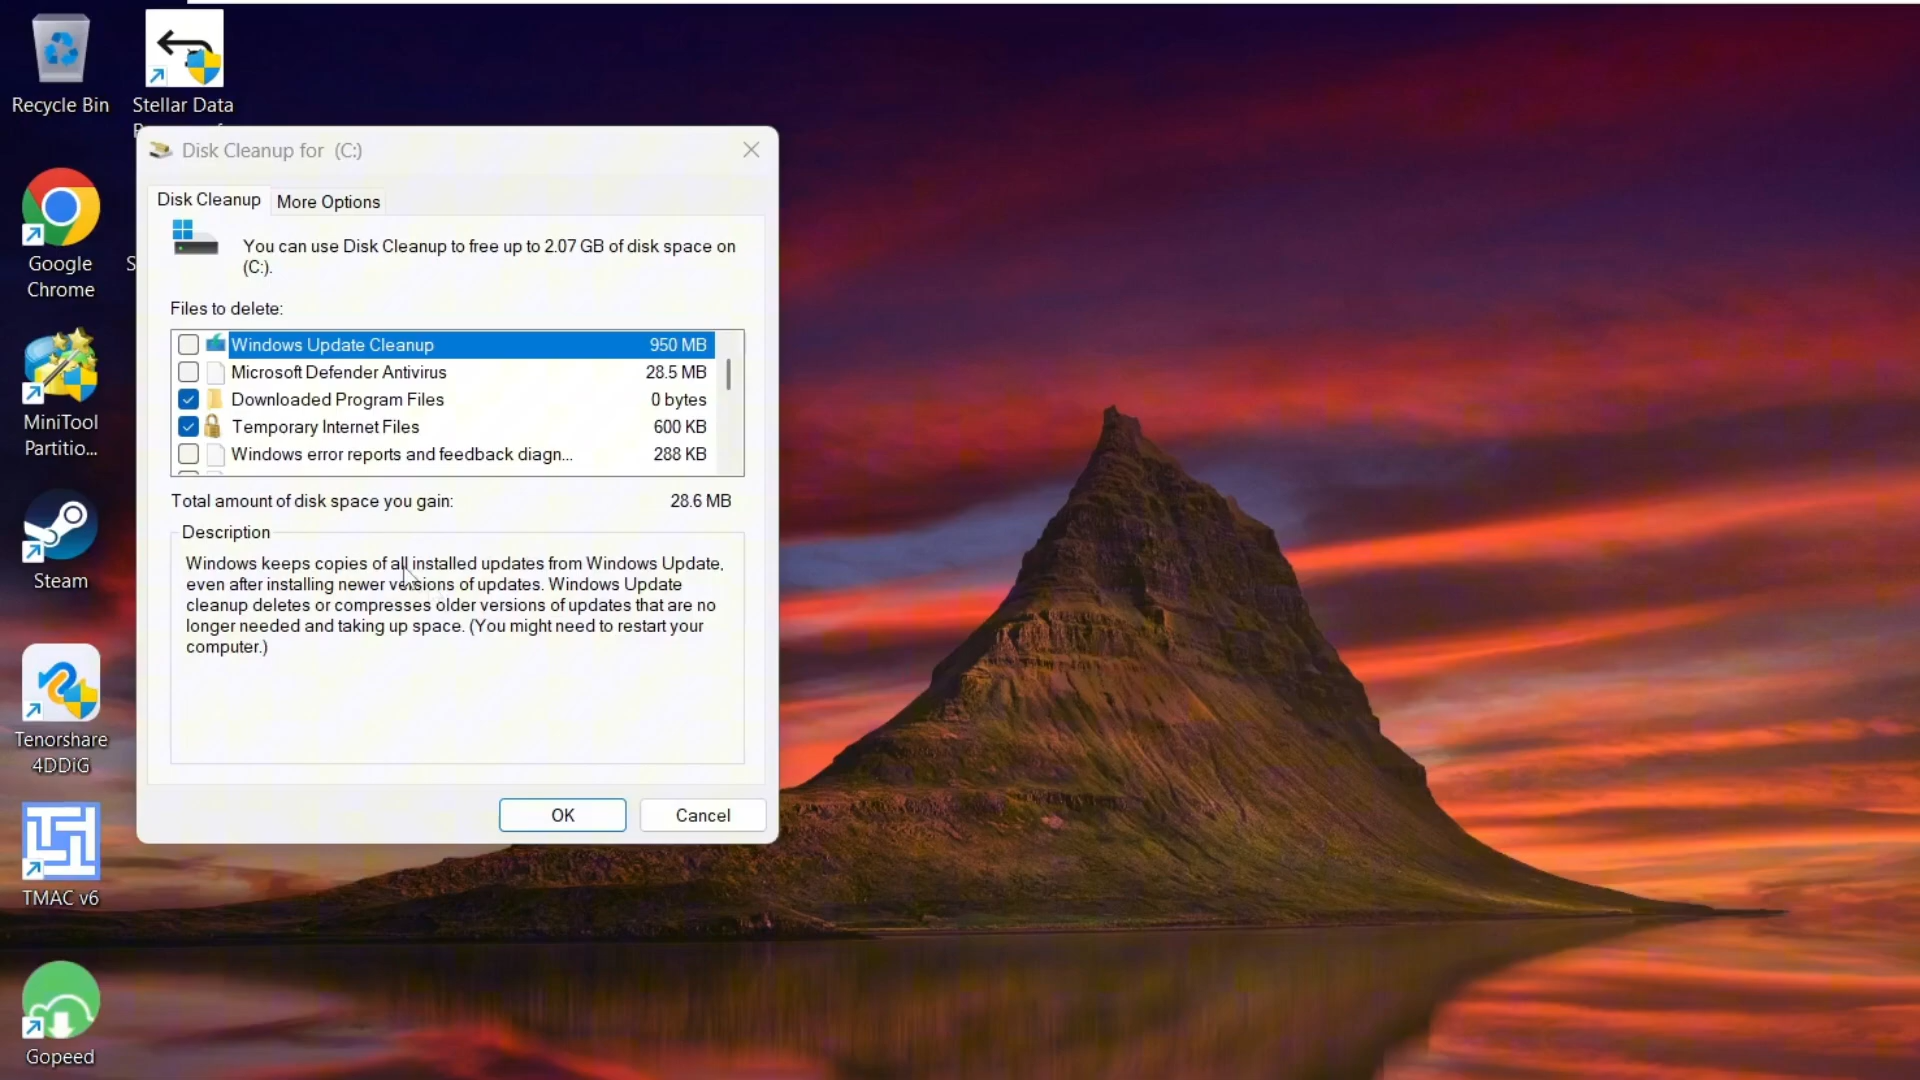 Recycle Bin
Stellar Data
Google
Chrome
MiniTool
Partitio...
Steam
Tenorshare
4DDiG
TMAC v6
Gopeed
Disk Cleanup for (C:)
Disk Cleanup
More Options
You can use Disk Cleanup to free up to 2.07 GB of disk space on
(C:).
Files to delete:
Windows Update Cleanup 950 MB
Microsoft Defender Antivirus 28.5 MB
Downloaded Program Files 0 bytes
Temporary Internet Files 600 KB
Windows error reports and feedback diagn... 288 KB
Total amount of disk space you gain: 28.6 MB
Description
Windows keeps copies of all installed updates from Windows Update,
even after installing newer versions of updates. Windows Update
cleanup deletes or compresses older versions of updates that are no
longer needed and taking up space. (You might need to restart your
computer.)
OK
Cancel